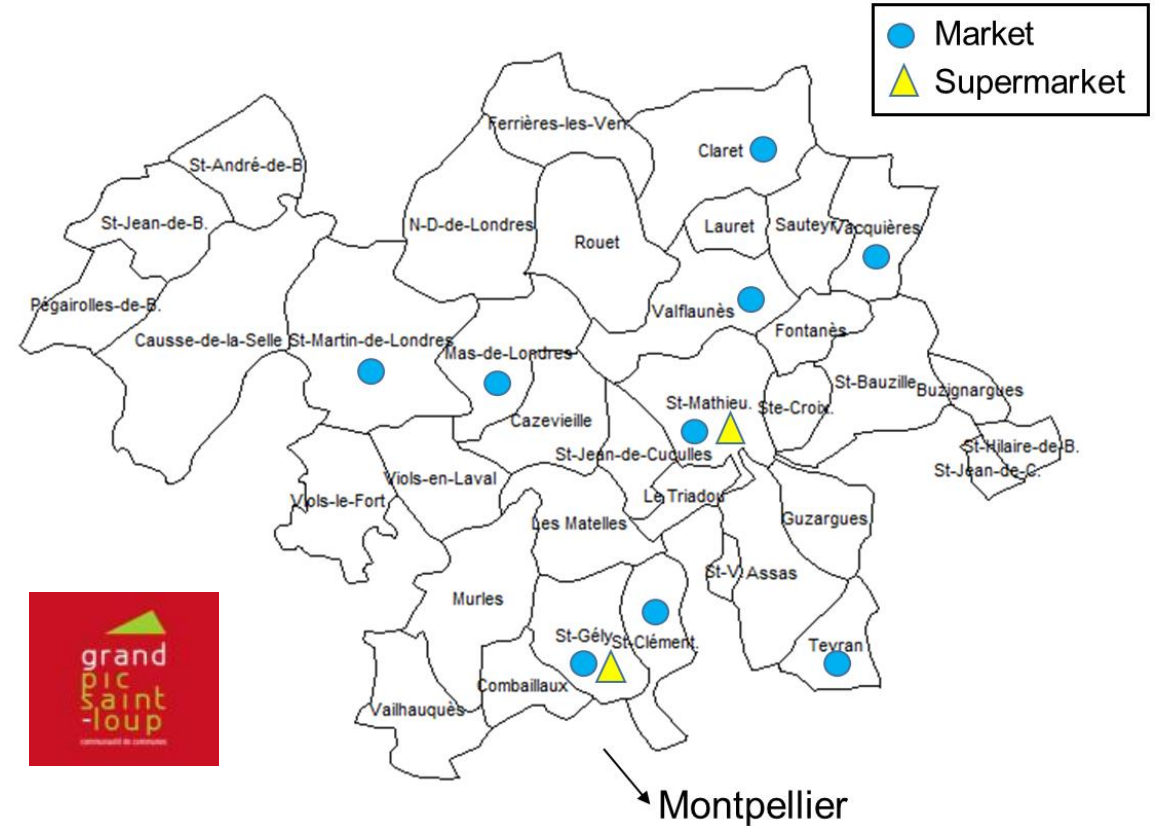 Market
Supermarket
Ferrières-les-Verr.
Claret
St-André-de-B
St-Jean-de-B.
N-D-de-Londres
Rouet
Lauret
Sauteyr
Vacquières
Pégairolles-de-B.
Causse-de-la-Selle
St-Martin-de-Londres
Valflaunès
Fontanès
Mas-de-Londres
St-Bauzille
Buzignargues
Cazevieille
St-Mathieu.
Ste-Croix.
St-Jean-de-Cuculles
St-Hilaire-de-B.
St-Jean-de-C.
Viols-en-Laval
Viols-le-Fort
Le Triadou
Les Matelles
Guzargues
St-V.
Assas
Murles
St-Gély
St-Clément.
Teyran
Combaillaux
Vailhauquès
grand
pic
saint
-loup
communauté de communes
Montpellier